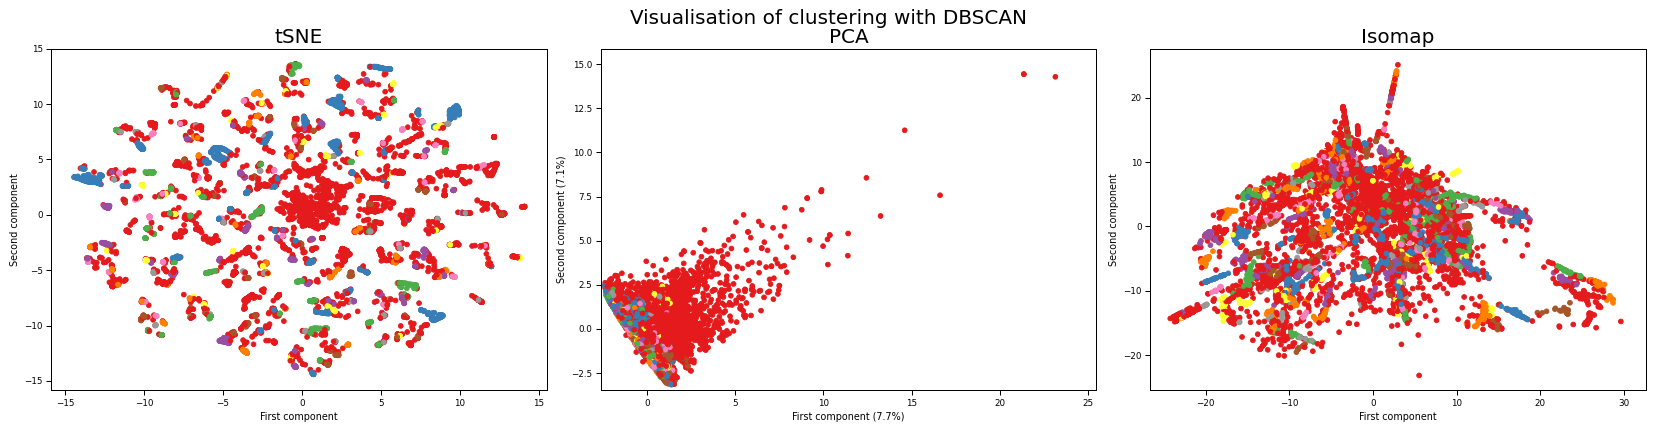 Visualisation of clustering with DBSCAN
tSNE
15
10
5
0
−5
−10
−15
Second component
−15 −10 −5 0 5 10 15
First component
PCA
15.0
12.5
10.0
7.5
5.0
2.5
0.0
−2.5
Second component (7.1%)
0 5 10 15 20 25
First component (7.7%)
Isomap
20
10
0
−10
−20
Second component
−20 −10 0 10 20 30
First component